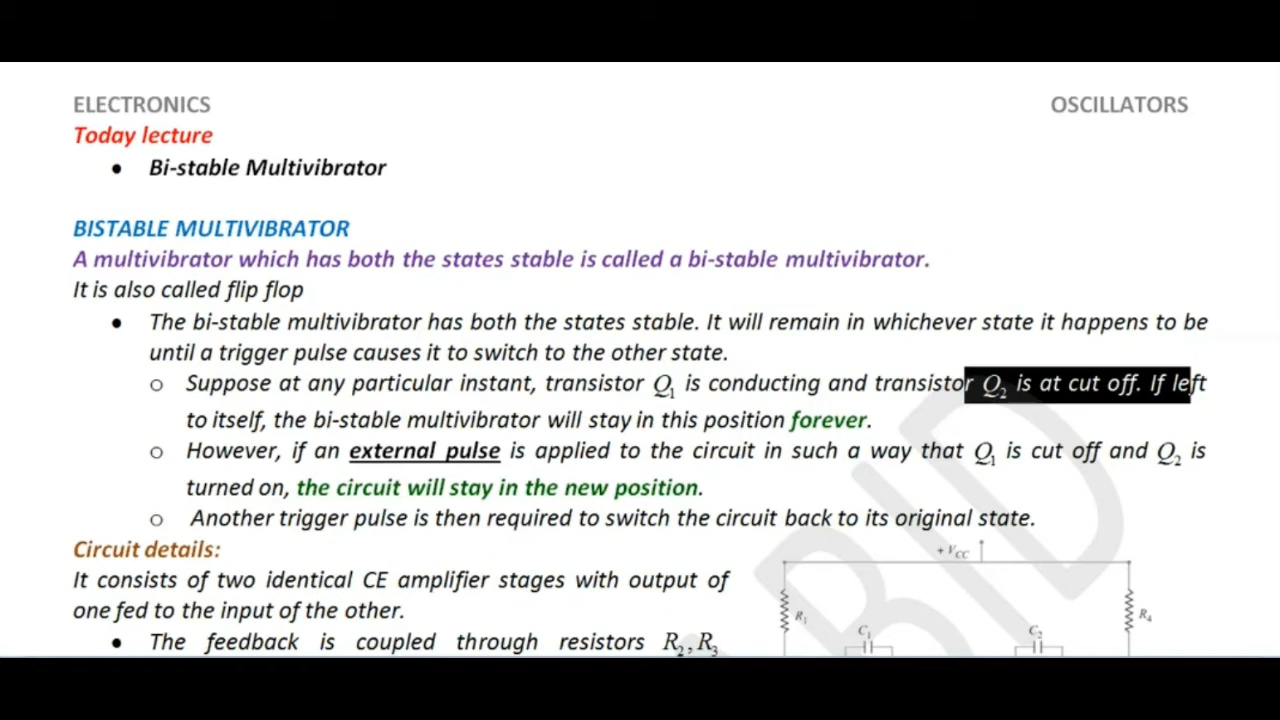 ELECTRONICS OSCILLATORS
Today lecture
• Bi-stable Multivibrator
BISTABLE MULTIVIBRATOR
A multivibrator which has both the states stable is called a bi-stable multivibrator.
It is also called flip flop
• The bi-stable multivibrator has both the states stable. It will remain in whichever state it happens to be
until a trigger pulse causes it to switch to the other state.
o Suppose at any particular instant, transistor Q₁ is conducting and transistor Q₂ is at cut off. If left
to itself, the bi-stable multivibrator will stay in this position forever.
o However, if an external pulse is applied to the circuit in such a way that Q₁ is cut off and Q₂ is
turned on, the circuit will stay in the new position.
o Another trigger pulse is then required to switch the circuit back to its original state.
Circuit details:
It consists of two identical CE amplifier stages with output of
one fed to the input of the other.
• The feedback is coupled through resistors R₂, R₃
+ V_CC
R₁
R₄
C₁
C₂
BID